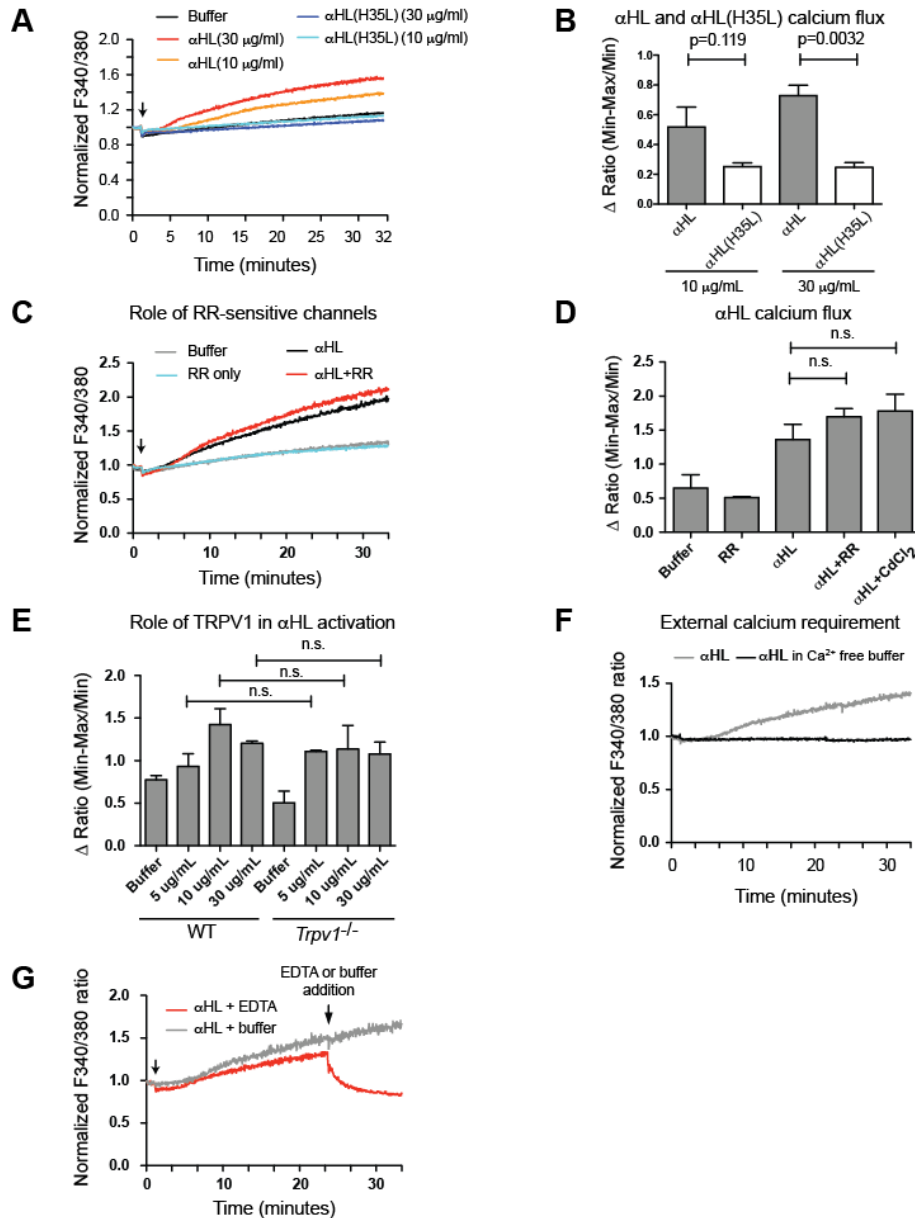 A
Buffer
αHL(30 µg/ml)
αHL(10 µg/ml)
αHL(H35L)(30 µg/ml)
αHL(H35L)(10 µg/ml)
Normalized F340/380
2.0
1.6
1.2
0.8
0.4
0.0
0 5 10 15 20 25 30 32
Time (minutes)
B
αHL and αHL(H35L) calcium flux
p=0.119 p=0.0032
Δ Ratio (Min-Max/Min)
1.0
0.8
0.6
0.4
0.2
0.0
αHL αHL(H35L) αHL αHL(H35L)
10 µg/mL 30 µg/mL
C
Role of RR-sensitive channels
Buffer αHL
RR only αHL+RR
Normalized F340/380
2.5
2.0
1.5
1.0
0.5
0.0
0 10 20 30
Time (minutes)
D
αHL calcium flux
n.s.
n.s.
Δ Ratio (Min-Max/Min)
2.5
2.0
1.5
1.0
0.5
0.0
Buffer RR αHL αHL+RR αHL+CdCl₂
E
Role of TRPV1 in αHL activation
n.s.
n.s.
n.s.
Δ Ratio (Min-Max/Min)
2.0
1.5
1.0
0.5
0.0
Buffer 5 ug/mL 10 ug/mL 30 ug/mL Buffer 5 ug/mL 10 ug/mL 30 ug/mL
WT Trpv1⁻/⁻
F
External calcium requirement
αHL αHL in Ca²⁺ free buffer
Normalized F340/380 ratio
1.5
1.0
0.5
0.0
0 10 20 30
Time (minutes)
G
EDTA or buffer
addition
αHL + EDTA
αHL + buffer
Normalized F340/380 ratio
2.0
1.5
1.0
0.5
0.0
0 10 20 30
Time (minutes)